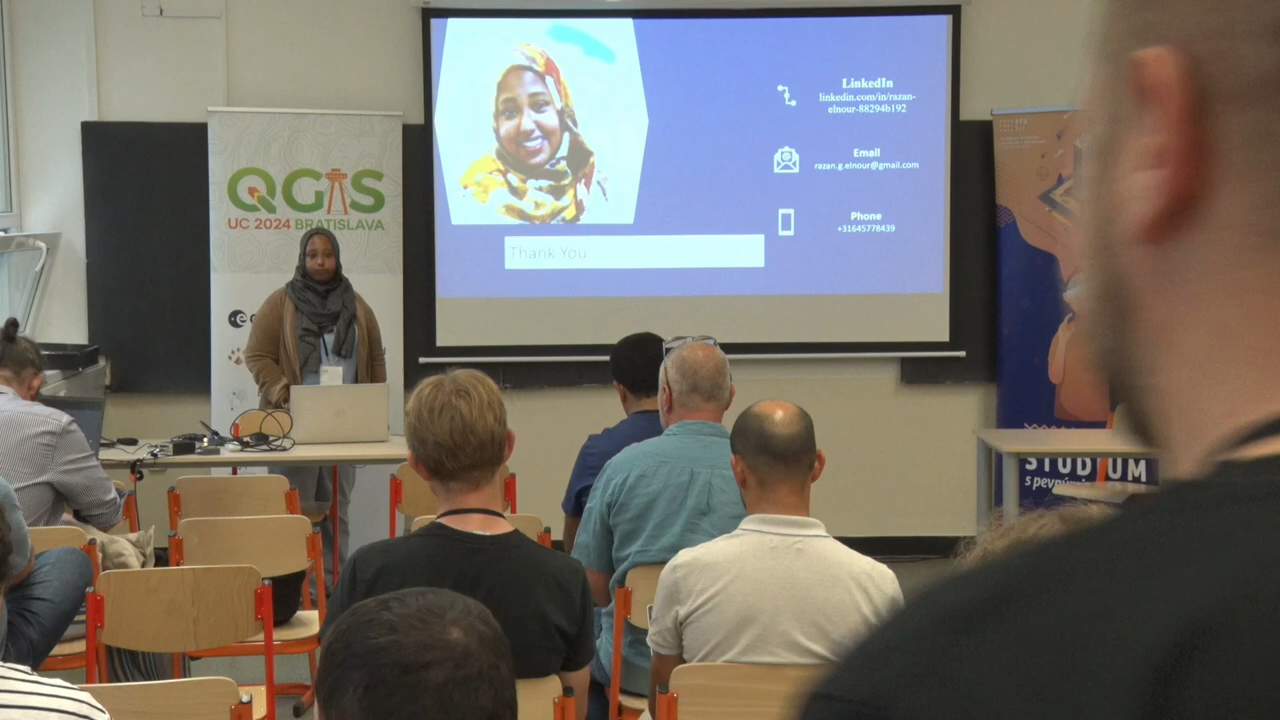 QGIS
UC 2024 BRATISLAVA
LinkedIn
linkedin.com/in/razan-
elnour-88294b192
Email
razan.g.elnour@gmail.com
Phone
+31645778439
Thank You
STUDIUM
s pevným